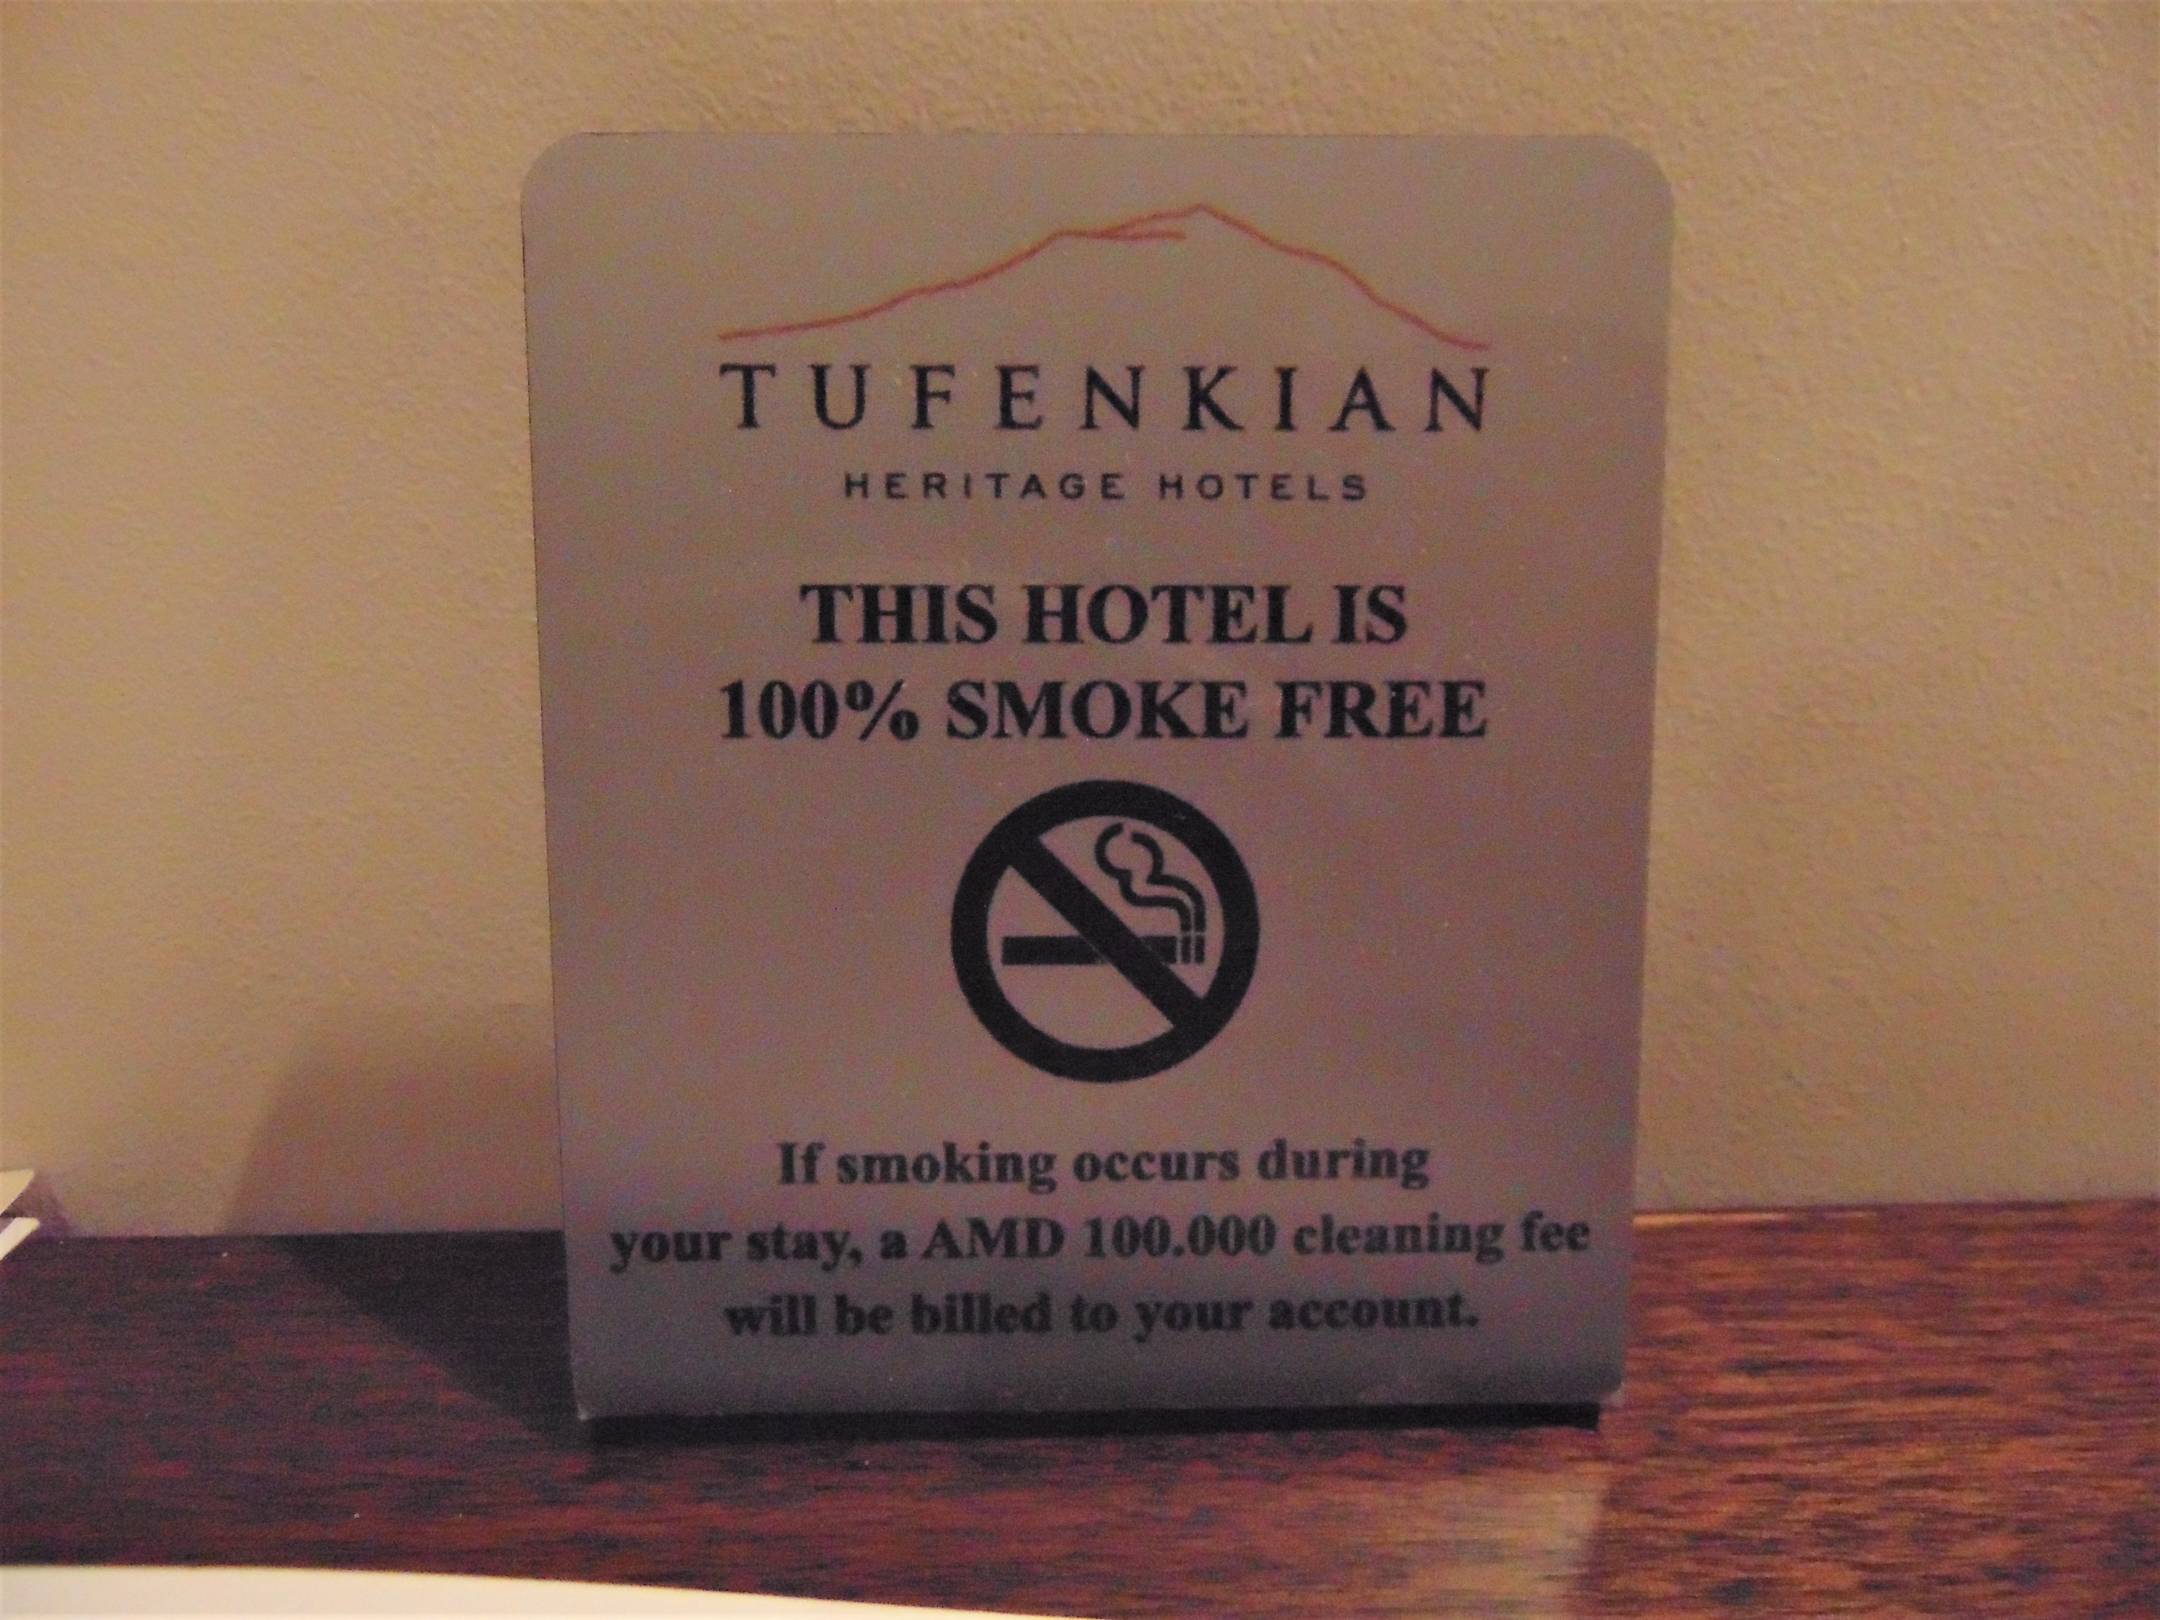 TUFENKIAN
HERITAGE HOTELS
THIS HOTEL IS
100% SMOKE FREE
If smoking occurs during
your stay, a AMD 100.000 cleaning fee
will be billed to your account.